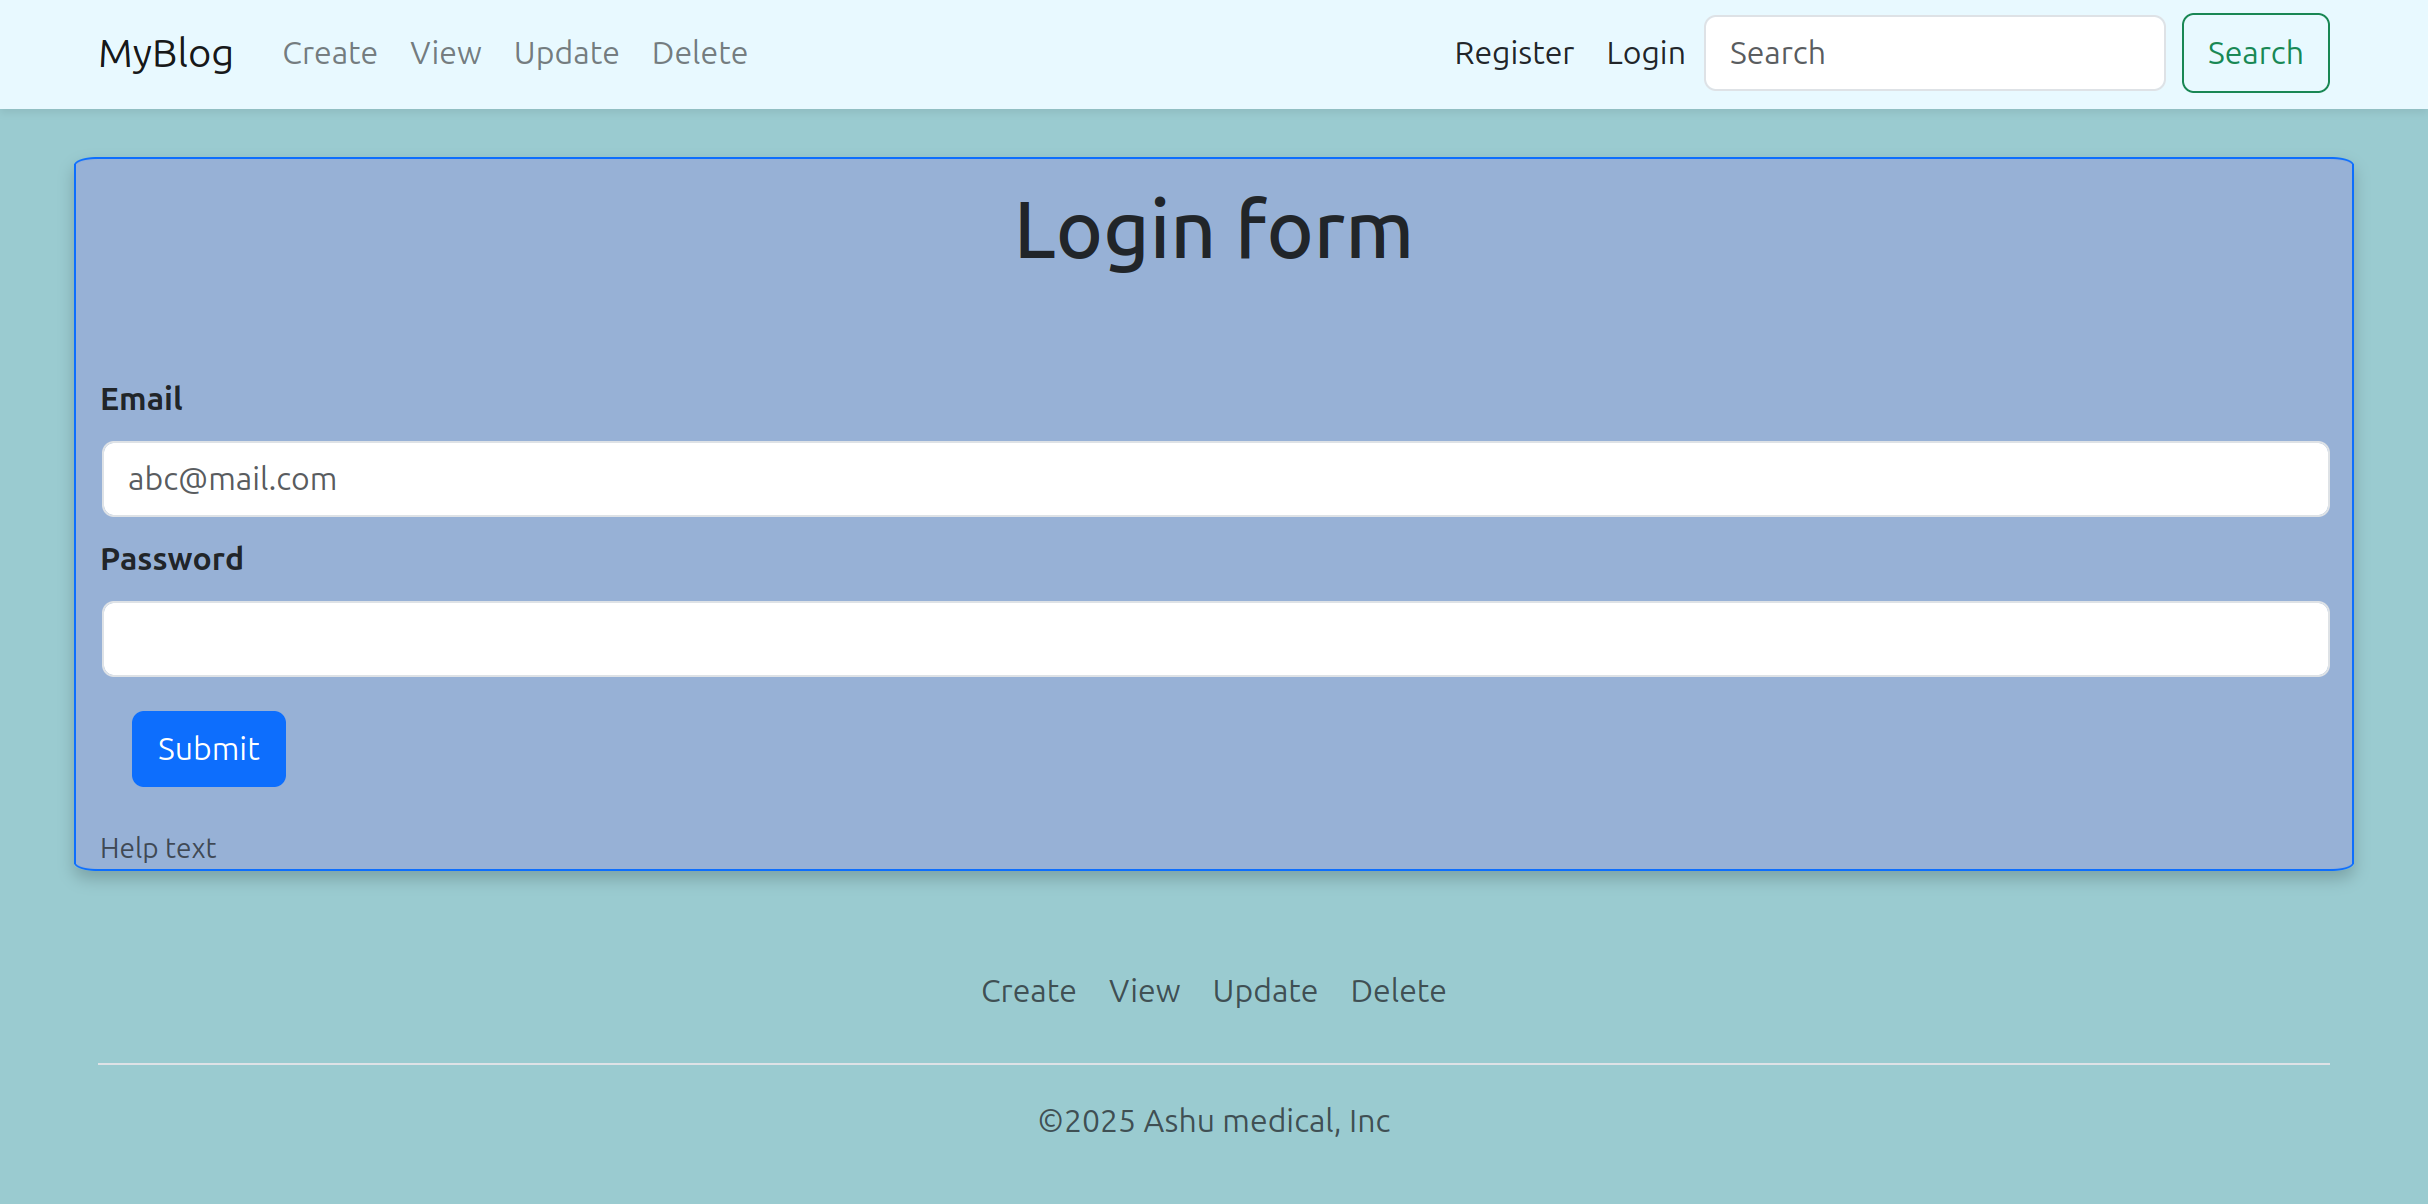 MyBlog Create View Update Delete Register Login Search Search
Login form
Email
abc@mail.com
Password
Submit
Help text
Create View Update Delete
©2025 Ashu medical, Inc